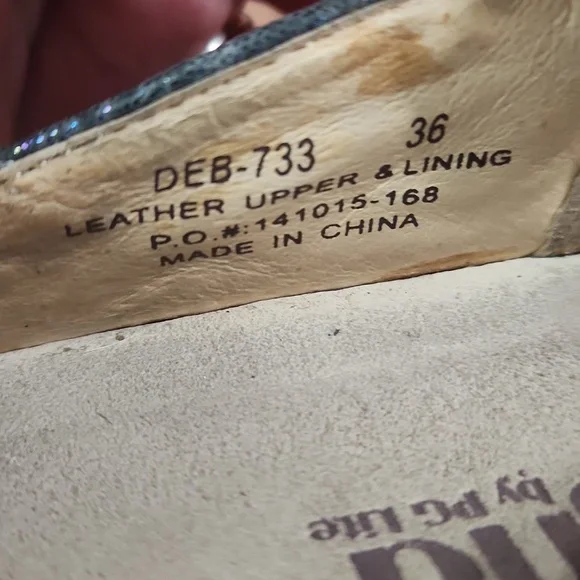 DEB-733 36
LEATHER UPPER & LINING
P.O.#:141015-168
MADE IN CHINA
by PG Lite